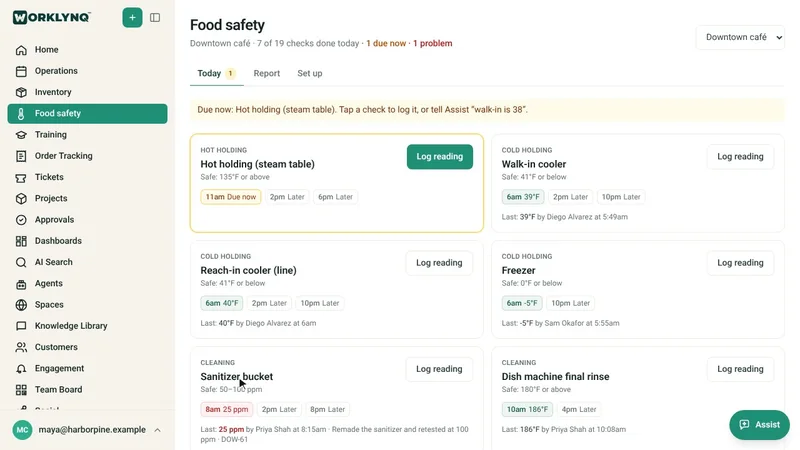 WORKLYNQ
Home
Operations
Inventory
Food safety
Training
Order Tracking
Tickets
Projects
Approvals
Dashboards
AI Search
Agents
Spaces
Knowledge Library
Customers
Engagement
Team Board
MC maya@harborpine.example
Food safety
Downtown café · 7 of 19 checks done today · 1 due now · 1 problem
Downtown café
Today 1 Report Set up
Due now: Hot holding (steam table). Tap a check to log it, or tell Assist “walk-in is 38”.
HOT HOLDING
Hot holding (steam table)
Safe: 135°F or above
Log reading
11am Due now 2pm Later 6pm Later
COLD HOLDING
Walk-in cooler
Safe: 41°F or below
Log reading
6am 39°F 2pm Later 10pm Later
Last: 39°F by Diego Alvarez at 5:49am
COLD HOLDING
Reach-in cooler (line)
Safe: 41°F or below
Log reading
6am 40°F 2pm Later 10pm Later
Last: 40°F by Diego Alvarez at 6am
COLD HOLDING
Freezer
Safe: 0°F or below
Log reading
6am -5°F 10pm Later
Last: -5°F by Sam Okafor at 5:55am
CLEANING
Sanitizer bucket
Safe: 50–100 ppm
Log reading
8am 25 ppm 2pm Later 8pm Later
Last: 25 ppm by Priya Shah at 8:15am · Remade the sanitizer and retested at 100
ppm · DOW-61
CLEANING
Dish machine final rinse
Safe: 180°F or above
Log reading
10am 186°F 4pm Later
Last: 186°F by Priya Shah at 10:08am
Assist